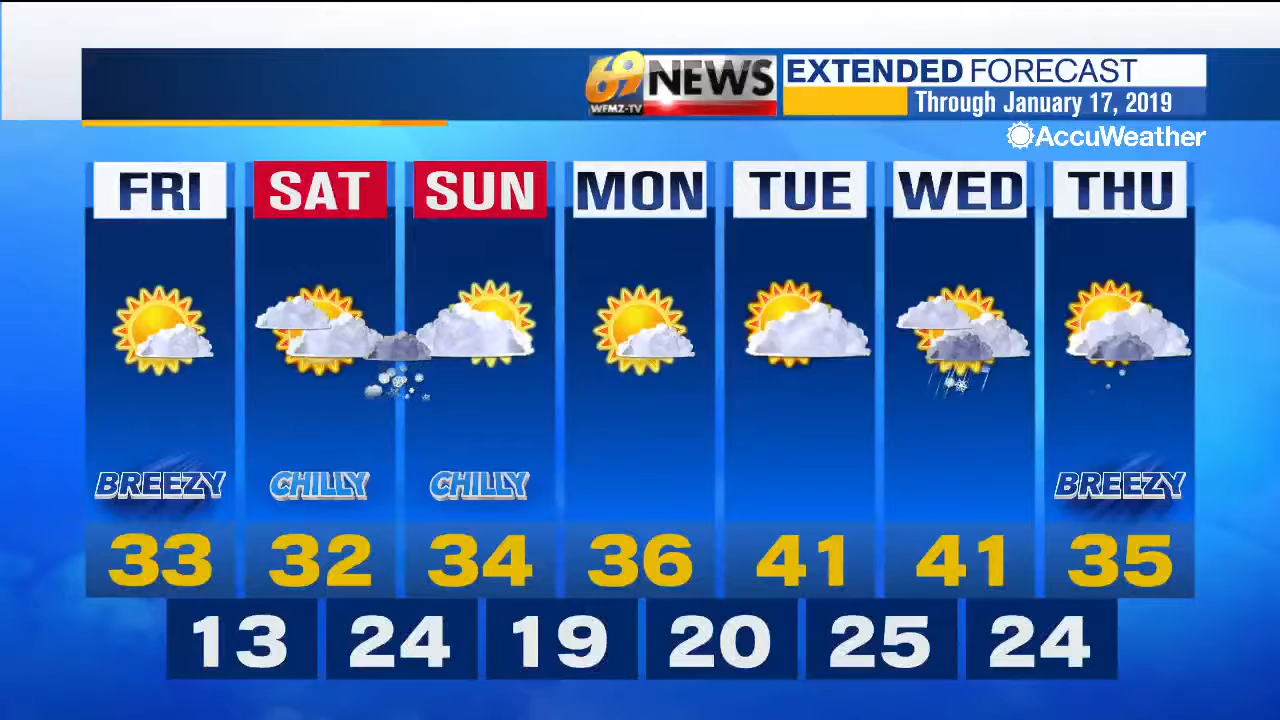 69 NEWS
WFMZ-TV
EXTENDED FORECAST
Through January 17, 2019
AccuWeather
FRI SAT SUN MON TUE WED THU
BREEZY CHILLY CHILLY BREEZY
33 32 34 36 41 41 35
13 24 19 20 25 24